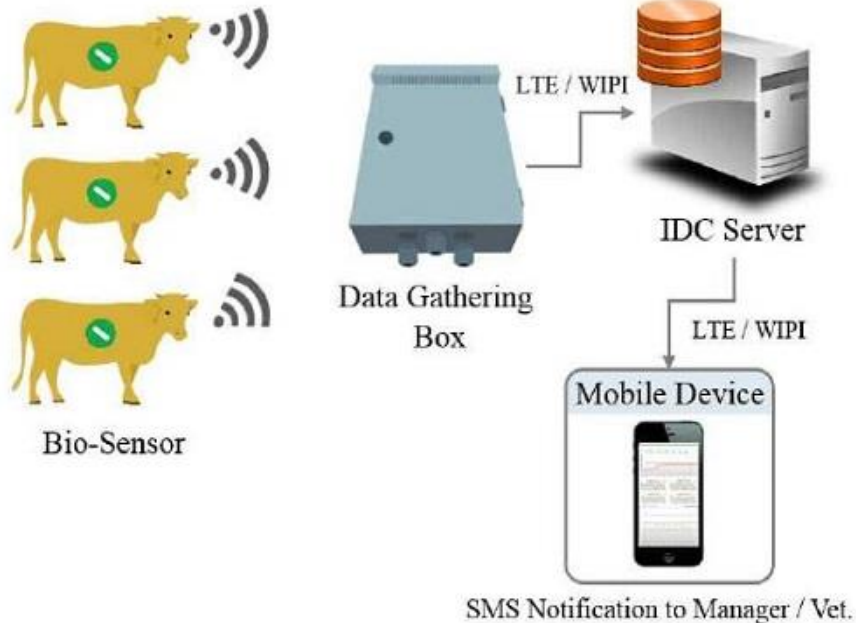 LTE / WIPI
IDC Server
Data Gathering
Box
LTE / WIPI
Mobile Device
Bio-Sensor
SMS Notification to Manager / Vet.